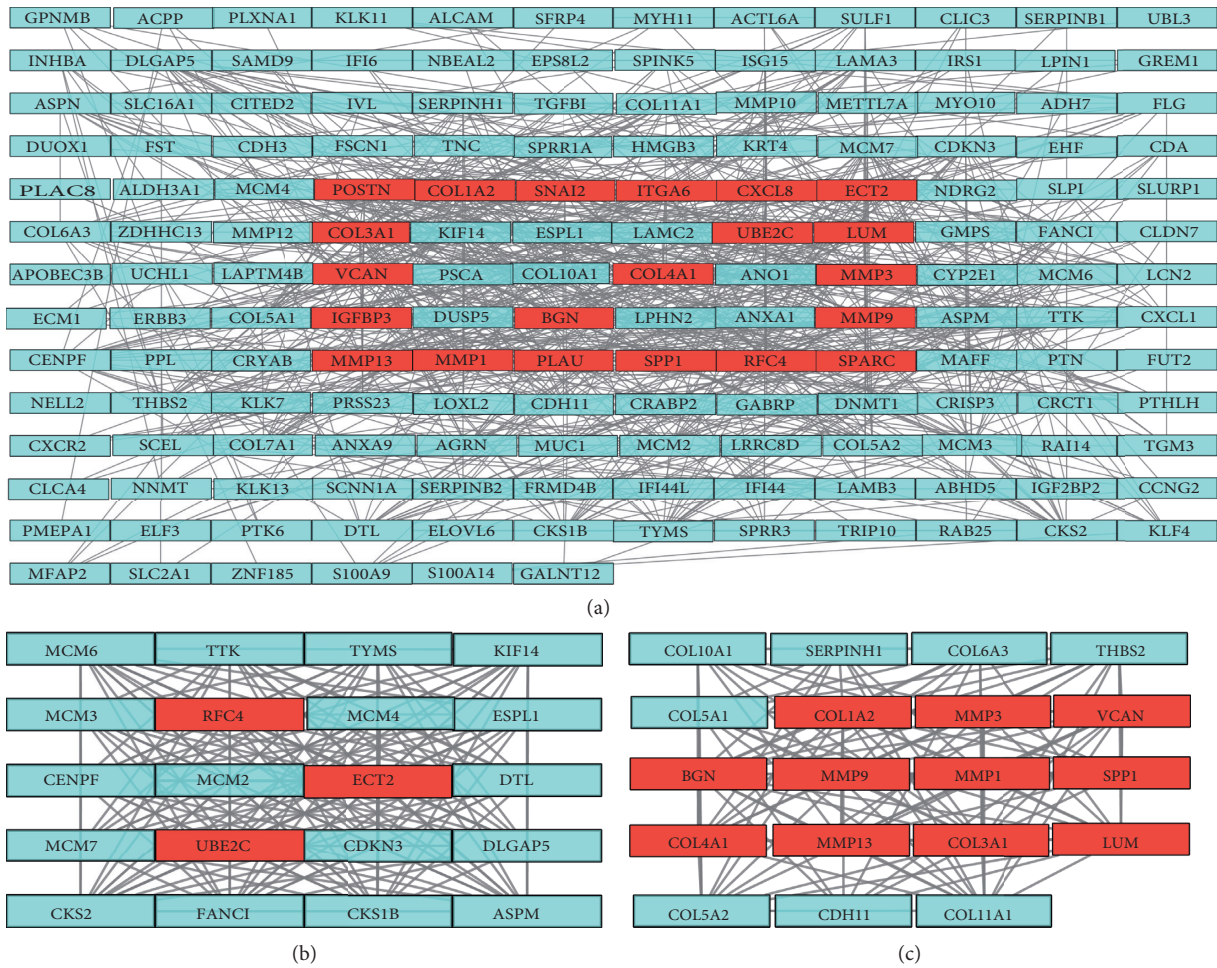 GPNMB ACPP PLXNA1 KLK11 ALCAM SFRP4 MYH11 ACTL6A SULF1 CLIC3 SERPINB1 UBL3
INHBA DLGAP5 SAMD9 IFI6 NBEAL2 EPS8L2 SPINK5 ISG15 LAMA3 IRS1 LPIN1 GREM1
ASPN SLC16A1 CITED2 IVL SERPINH1 TGFBI COL11A1 MMP10 METTL7A MYO10 ADH7 FLG
DUOX1 FST CDH3 FSCN1 TNC SPRR1A HMGB3 KRT4 MCM7 CDKN3 EHF CDA
PLAC8 ALDH3A1 MCM4 POSTN COL1A2 SNAI2 ITGA6 CXCL8 ECT2 NDRG2 SLPI SLURP1
COL6A3 ZDHHC13 MMP12 COL3A1 KIF14 ESPL1 LAMC2 UBE2C LUM GMPS FANCI CLDN7
APOBEC3B UCHL1 LAPTM4B VCAN PSCA COL10A1 COL4A1 ANO1 MMP3 CYP2E1 MCM6 LCN2
ECM1 ERBB3 COL5A1 IGFBP3 DUSP5 BGN LPHN2 ANXA1 MMP9 ASPM TTK CXCL1
CENPF PPL CRYAB MMP13 MMP1 PLAU SPP1 RFC4 SPARC MAFF PTN FUT2
NELL2 THBS2 KLK7 PRSS23 LOXL2 CDH11 CRABP2 GABRP DNMT1 CRISP3 CRCT1 PTHLH
CXCR2 SCEL COL7A1 ANXA9 AGRN MUC1 MCM2 LRRC8D COL5A2 MCM3 RAI14 TGM3
CLCA4 NNMT KLK13 SCNN1A SERPINB2 FRMD4B IFI44L IFI44 LAMB3 ABHD5 IGF2BP2 CCNG2
PMEPA1 ELF3 PTK6 DTL ELOVL6 CKS1B TYMS SPRR3 TRIP10 RAB25 CKS2 KLF4
MFAP2 SLC2A1 ZNF185 S100A9 S100A14 GALNT12
(a)
MCM6 TTK TYMS KIF14
MCM3 RFC4 MCM4 ESPL1
CENPF MCM2 ECT2 DTL
MCM7 UBE2C CDKN3 DLGAP5
CKS2 FANCI CKS1B ASPM
(b)
COL10A1 SERPINH1 COL6A3 THBS2
COL5A1 COL1A2 MMP3 VCAN
BGN MMP9 MMP1 SPP1
COL4A1 MMP13 COL3A1 LUM
COL5A2 CDH11 COL11A1
(c)